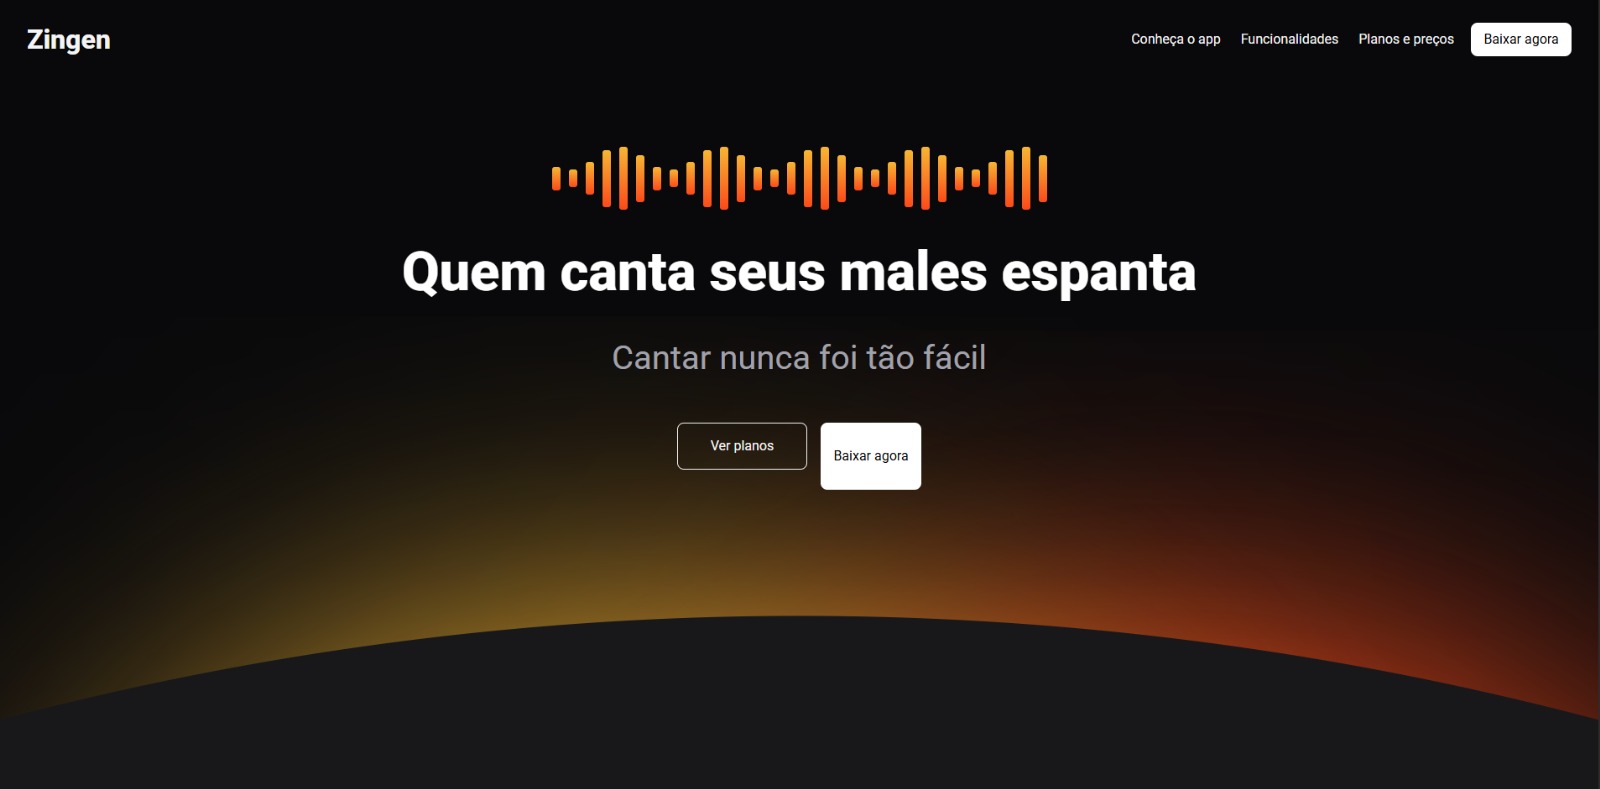 Zingen
Conheça o app
Funcionalidades
Planos e preços
Baixar agora
Quem canta seus males espanta
Cantar nunca foi tão fácil
Ver planos
Baixar agora